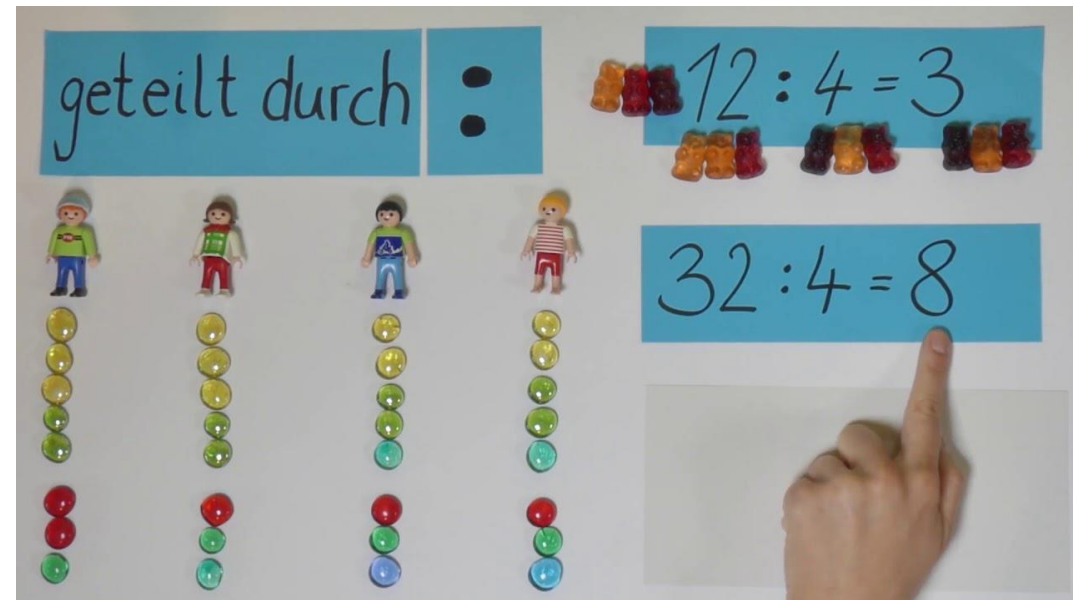 geteilt durch :
12 : 4 = 3
32 : 4 = 8